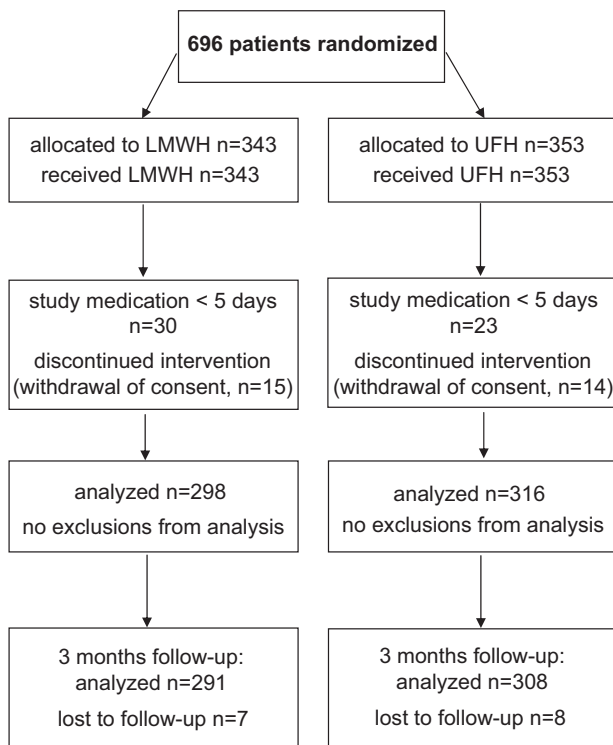 696 patients randomized
allocated to LMWH n=343
received LMWH n=343
allocated to UFH n=353
received UFH n=353
study medication < 5 days
n=30
discontinued intervention
(withdrawal of consent, n=15)
study medication < 5 days
n=23
discontinued intervention
(withdrawal of consent, n=14)
analyzed n=298
no exclusions from analysis
analyzed n=316
no exclusions from analysis
3 months follow-up:
analyzed n=291
lost to follow-up n=7
3 months follow-up:
analyzed n=308
lost to follow-up n=8